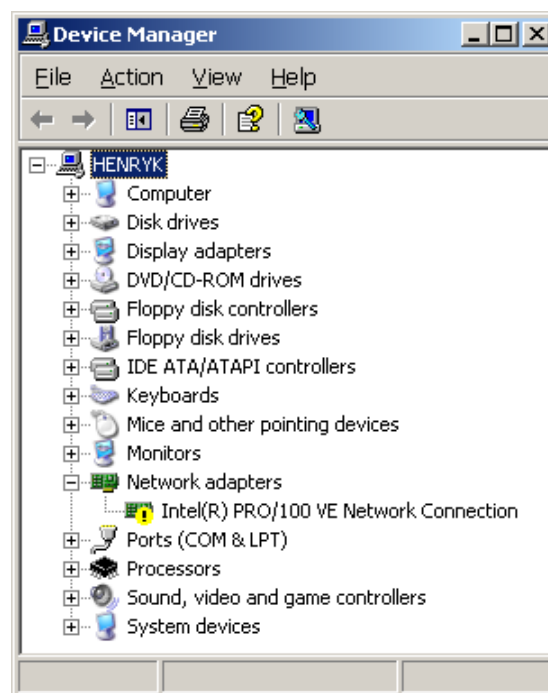 Device Manager
File Action View Help
HENRYK
Computer
Disk drives
Display adapters
DVD/CD-ROM drives
Floppy disk controllers
Floppy disk drives
IDE ATA/ATAPI controllers
Keyboards
Mice and other pointing devices
Monitors
Network adapters
Intel(R) PRO/100 VE Network Connection
Ports (COM & LPT)
Processors
Sound, video and game controllers
System devices